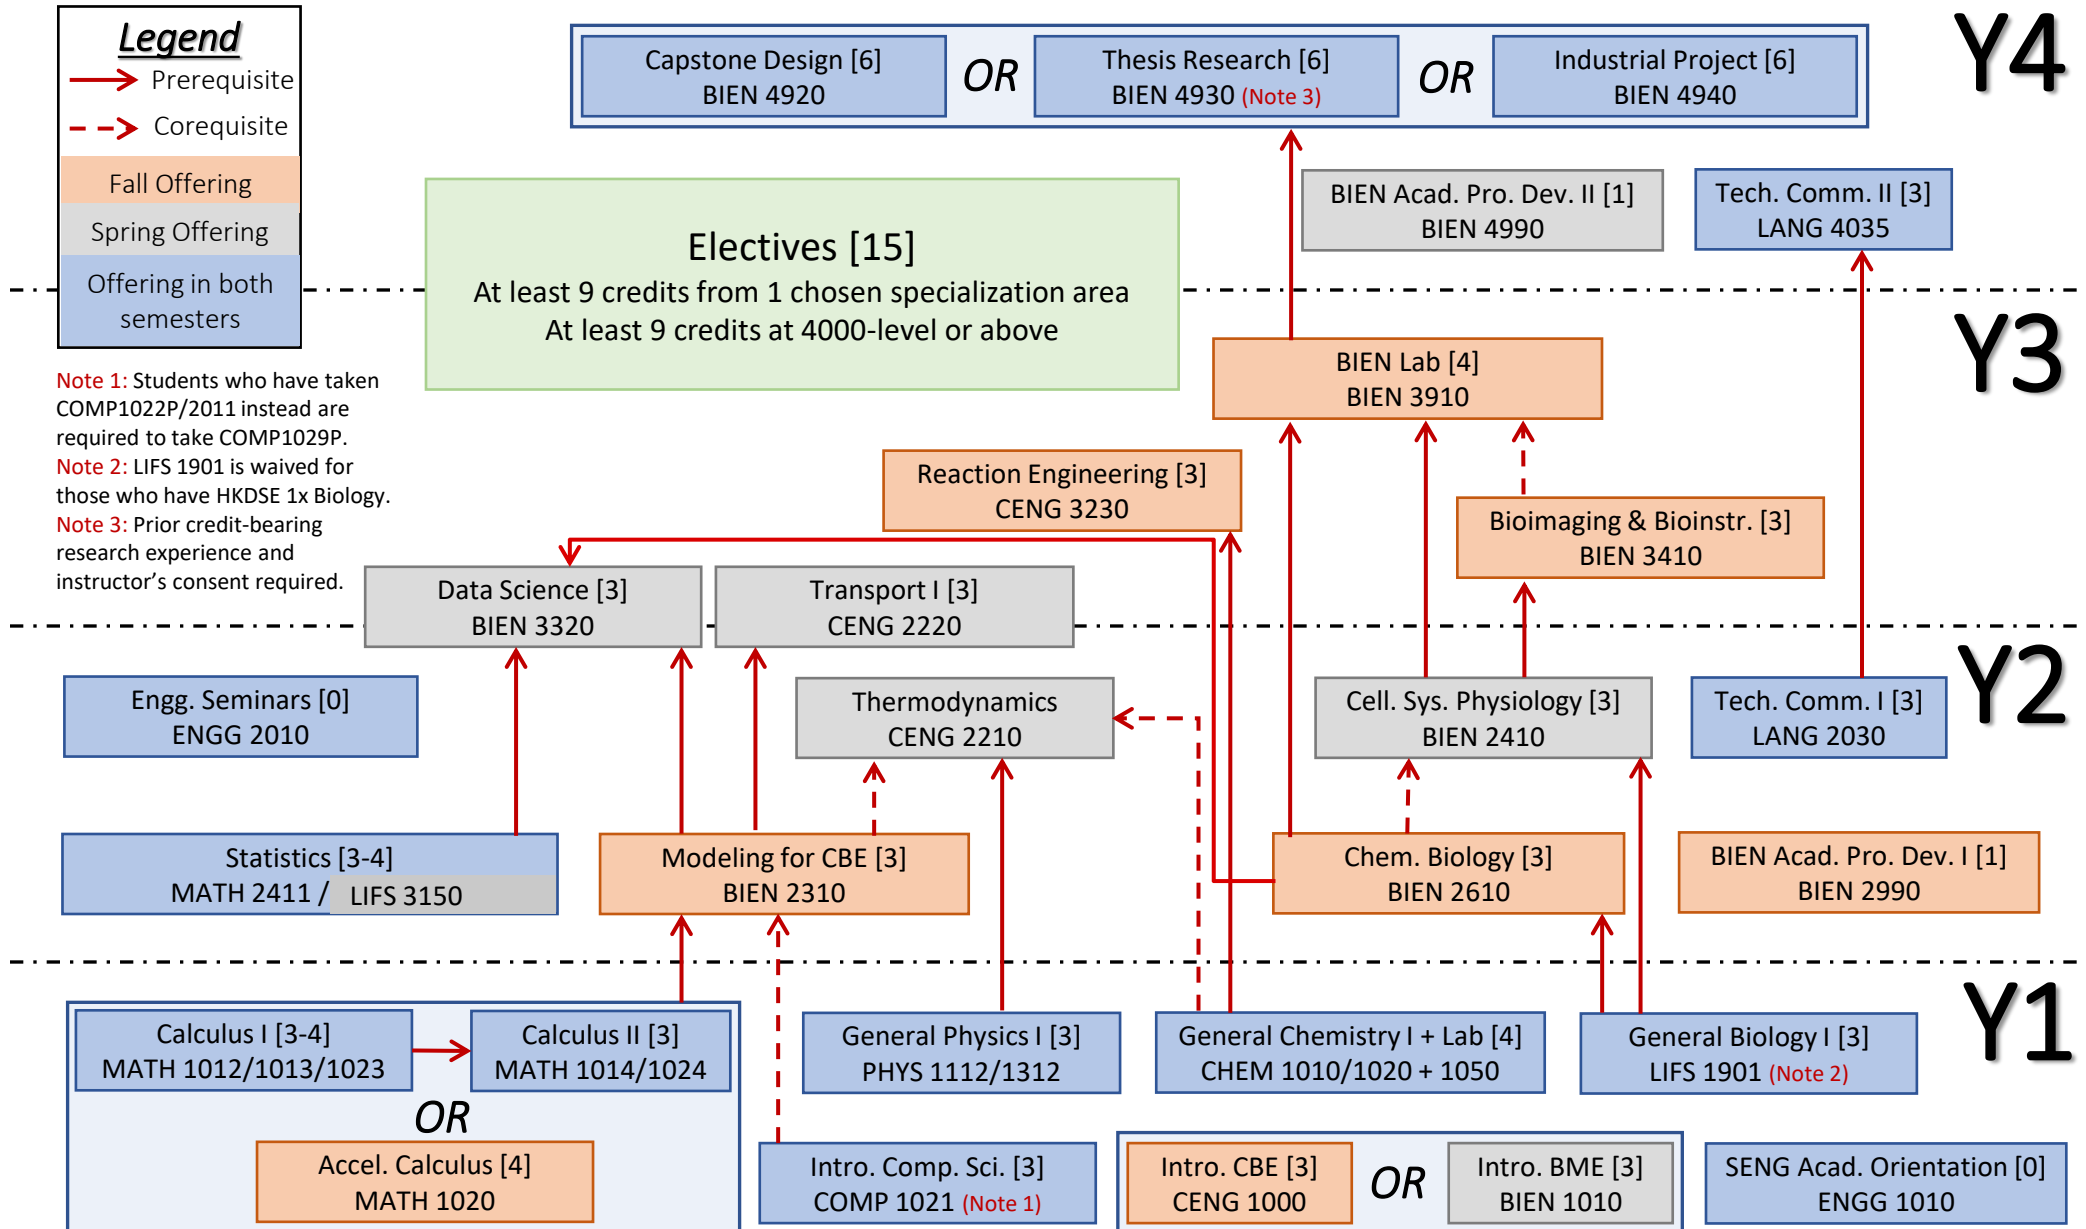 Legend
Prerequisite
Corequisite
Fall Offering
Spring Offering
Offering in both
semesters
Note 1: Students who have taken
COMP1022P/2011 instead are
required to take COMP1029P.
Note 2: LIFS 1901 is waived for
those who have HKDSE 1x Biology.
Note 3: Prior credit-bearing
research experience and
instructor's consent required.
Y4
Capstone Design [6]
BIEN 4920
OR
Thesis Research [6]
BIEN 4930 (Note 3)
OR
Industrial Project [6]
BIEN 4940
BIEN Acad. Pro. Dev. II [1]
BIEN 4990
Tech. Comm. II [3]
LANG 4035
Electives [15]
At least 9 credits from 1 chosen specialization area
At least 9 credits at 4000-level or above
Y3
BIEN Lab [4]
BIEN 3910
Reaction Engineering [3]
CENG 3230
Bioimaging & Bioinstr. [3]
BIEN 3410
Data Science [3]
BIEN 3320
Transport I [3]
CENG 2220
Y2
Engg. Seminars [0]
ENGG 2010
Thermodynamics
CENG 2210
Cell. Sys. Physiology [3]
BIEN 2410
Tech. Comm. I [3]
LANG 2030
Statistics [3-4]
MATH 2411 / LIFS 3150
Modeling for CBE [3]
BIEN 2310
Chem. Biology [3]
BIEN 2610
BIEN Acad. Pro. Dev. I [1]
BIEN 2990
Y1
Calculus I [3-4]
MATH 1012/1013/1023
Calculus II [3]
MATH 1014/1024
OR
Accel. Calculus [4]
MATH 1020
General Physics I [3]
PHYS 1112/1312
General Chemistry I + Lab [4]
CHEM 1010/1020 + 1050
General Biology I [3]
LIFS 1901 (Note 2)
Intro. Comp. Sci. [3]
COMP 1021 (Note 1)
Intro. CBE [3]
CENG 1000
OR
Intro. BME [3]
BIEN 1010
SENG Acad. Orientation [0]
ENGG 1010